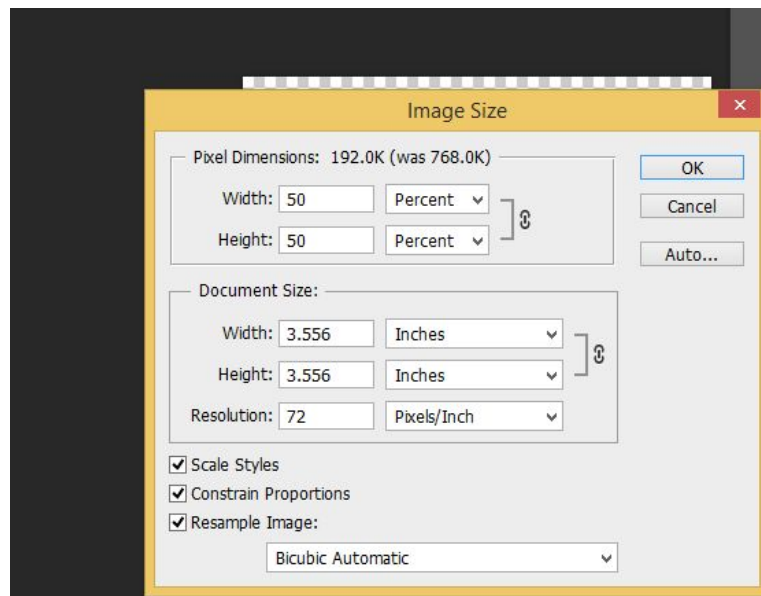 Image Size
Pixel Dimensions: 192.0K (was 768.0K)
OK
Width: 50 Percent
Cancel
Height: 50 Percent
Auto...
Document Size:
Width: 3.556 Inches
Height: 3.556 Inches
Resolution: 72 Pixels/Inch
Scale Styles
Constrain Proportions
Resample Image:
Bicubic Automatic